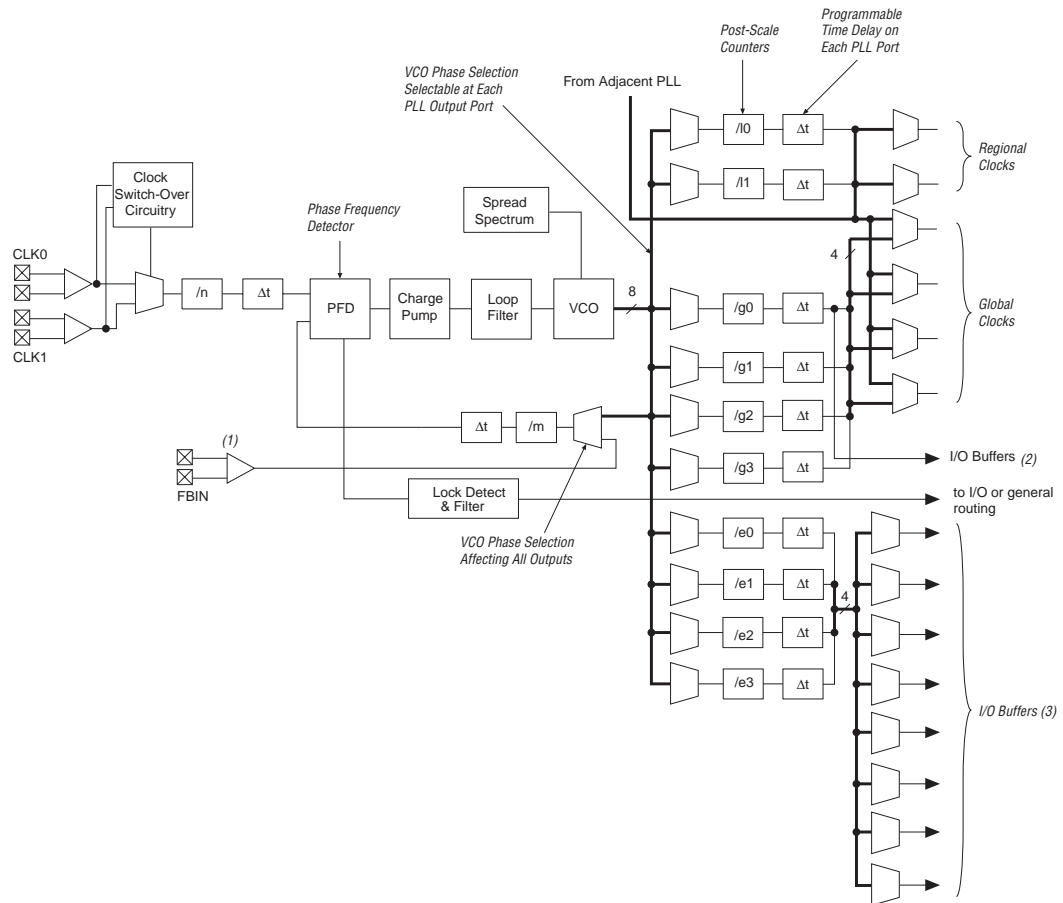 Post-Scale
Counters
Programmable
Time Delay on
Each PLL Port
VCO Phase Selection
Selectable at Each
PLL Output Port
From Adjacent PLL
/l0
Δt
/l1
Δt
Regional
Clocks
Clock
Switch-Over
Circuitry
Phase Frequency
Detector
Spread
Spectrum
CLK0
CLK1
/n
Δt
PFD
Charge
Pump
Loop
Filter
VCO
8
/g0
Δt
4
Global
Clocks
/g1
Δt
/g2
Δt
/g3
Δt
Δt
/m
(1)
FBIN
I/O Buffers (2)
Lock Detect
& Filter
to I/O or general
routing
VCO Phase Selection
Affecting All Outputs
/e0
Δt
/e1
Δt
4
/e2
Δt
/e3
Δt
I/O Buffers (3)